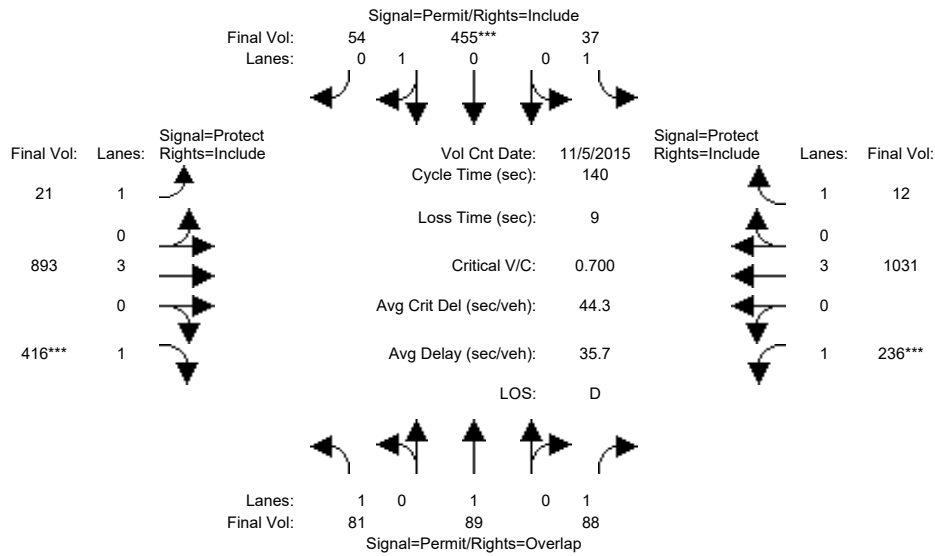 Signal=Permit/Rights=Include
Final Vol: 54 455*** 37
Lanes: 0 1 0 0 1
Signal=Protect
Final Vol: Lanes: Rights=Include
Vol Cnt Date: 11/5/2015
Signal=Protect
Rights=Include Lanes: Final Vol:
Cycle Time (sec): 140
21 1
1 12
Loss Time (sec): 9
0
0
893 3
Critical V/C: 0.700
3 1031
0
Avg Crit Del (sec/veh): 44.3
0
416*** 1
Avg Delay (sec/veh): 35.7
1 236***
LOS: D
Lanes: 1 0 1 0 1
Final Vol: 81 89 88
Signal=Permit/Rights=Overlap